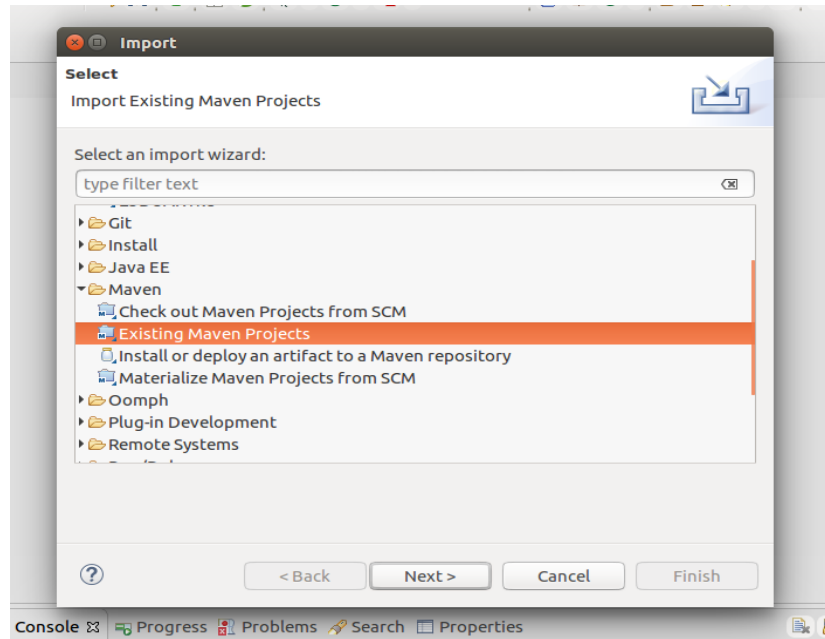 Import
Select
Import Existing Maven Projects
Select an import wizard:
type filter text
Git
Install
Java EE
Maven
Check out Maven Projects from SCM
Existing Maven Projects
Install or deploy an artifact to a Maven repository
Materialize Maven Projects from SCM
Oomph
Plug-in Development
Remote Systems
< Back Next > Cancel Finish
Console Progress Problems Search Properties